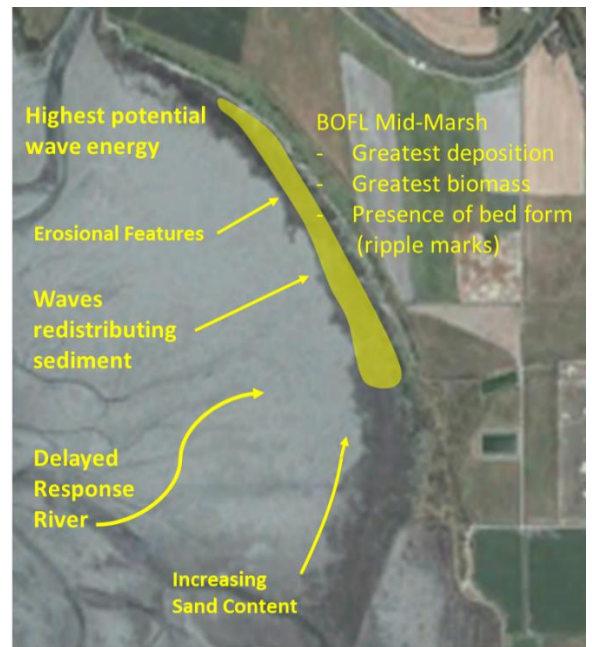 Highest potential
wave energy
BOFL Mid-Marsh
- Greatest deposition
- Greatest biomass
- Presence of bed form
(ripple marks)
Erosional Features
Waves
redistributing
sediment
Delayed
Response
River
Increasing
Sand Content